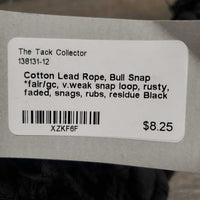 The Tack Collector
138131-12
Cotton Lead Rope, Bull Snap
*fair/gc, v.weak snap loop, rusty,
faded, snags, rubs, residue Black
XZKF6F
$8.25